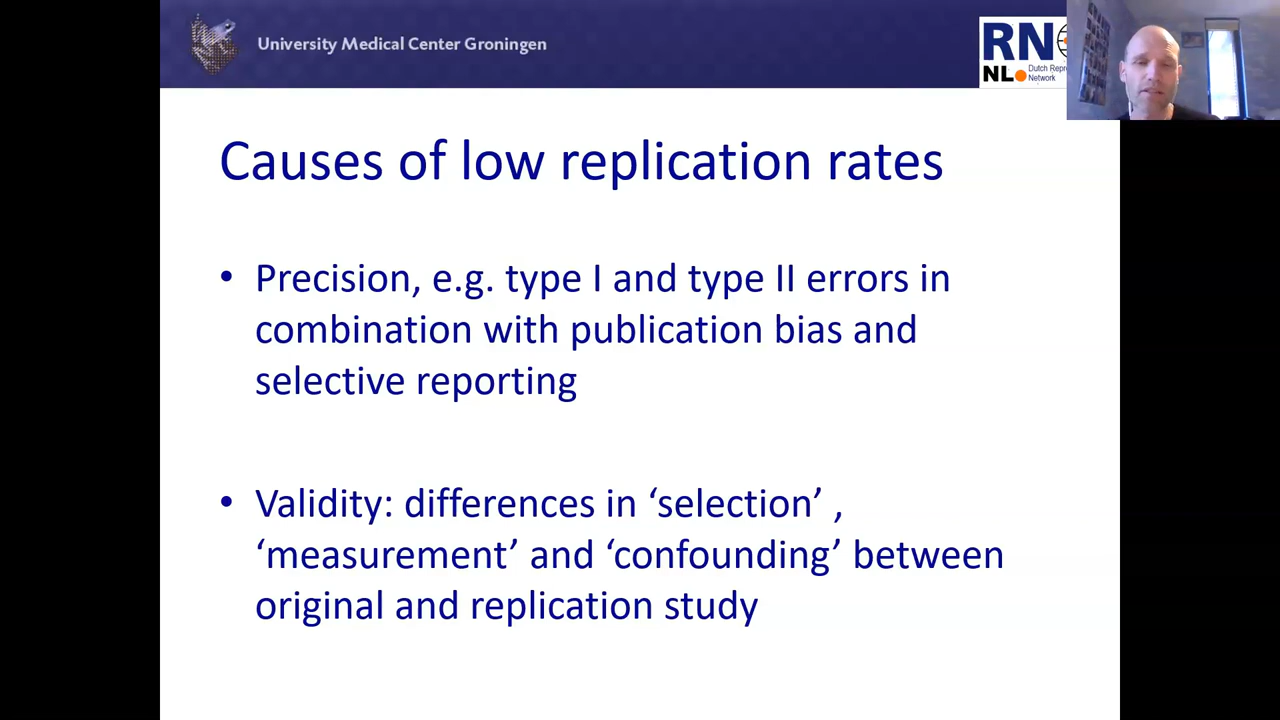 University Medical Center Groningen
RN
NL
Dutch
Network
Causes of low replication rates
• Precision, e.g. type I and type II errors in
combination with publication bias and
selective reporting
• Validity: differences in ‘selection’ ,
‘measurement’ and ‘confounding’ between
original and replication study